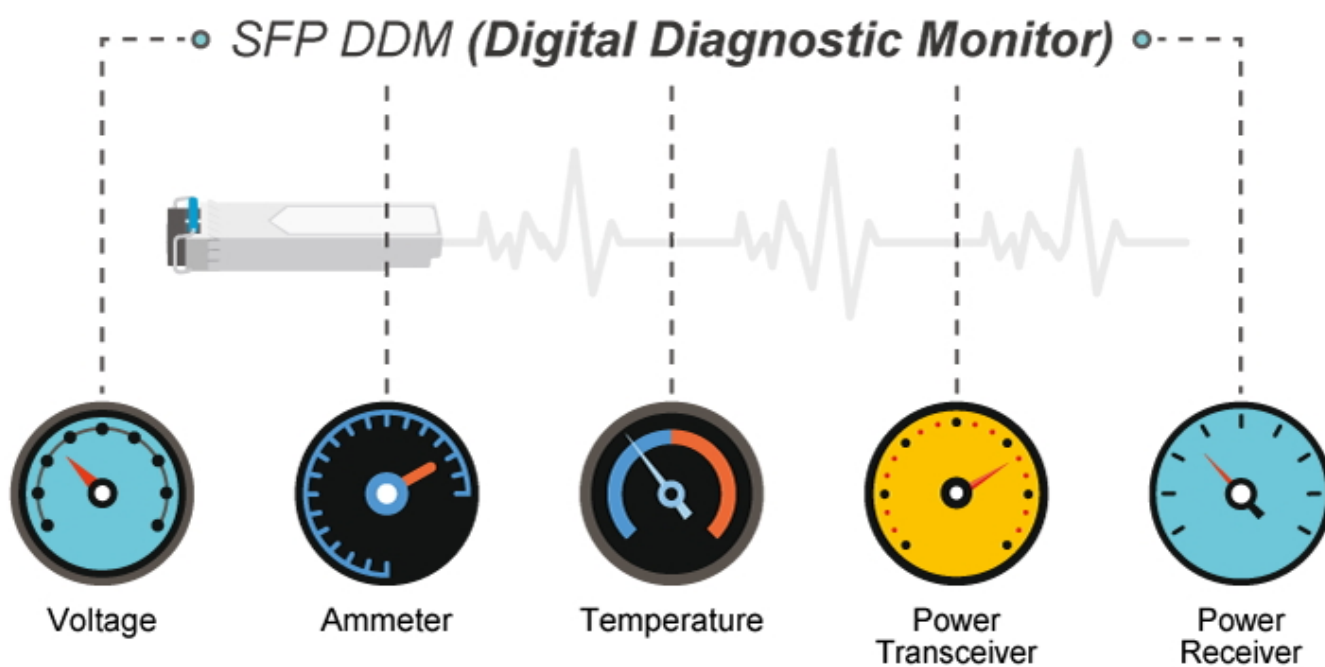 SFP DDM (Digital Diagnostic Monitor)
Voltage
Ammeter
Temperature
Power
Transceiver
Power
Receiver